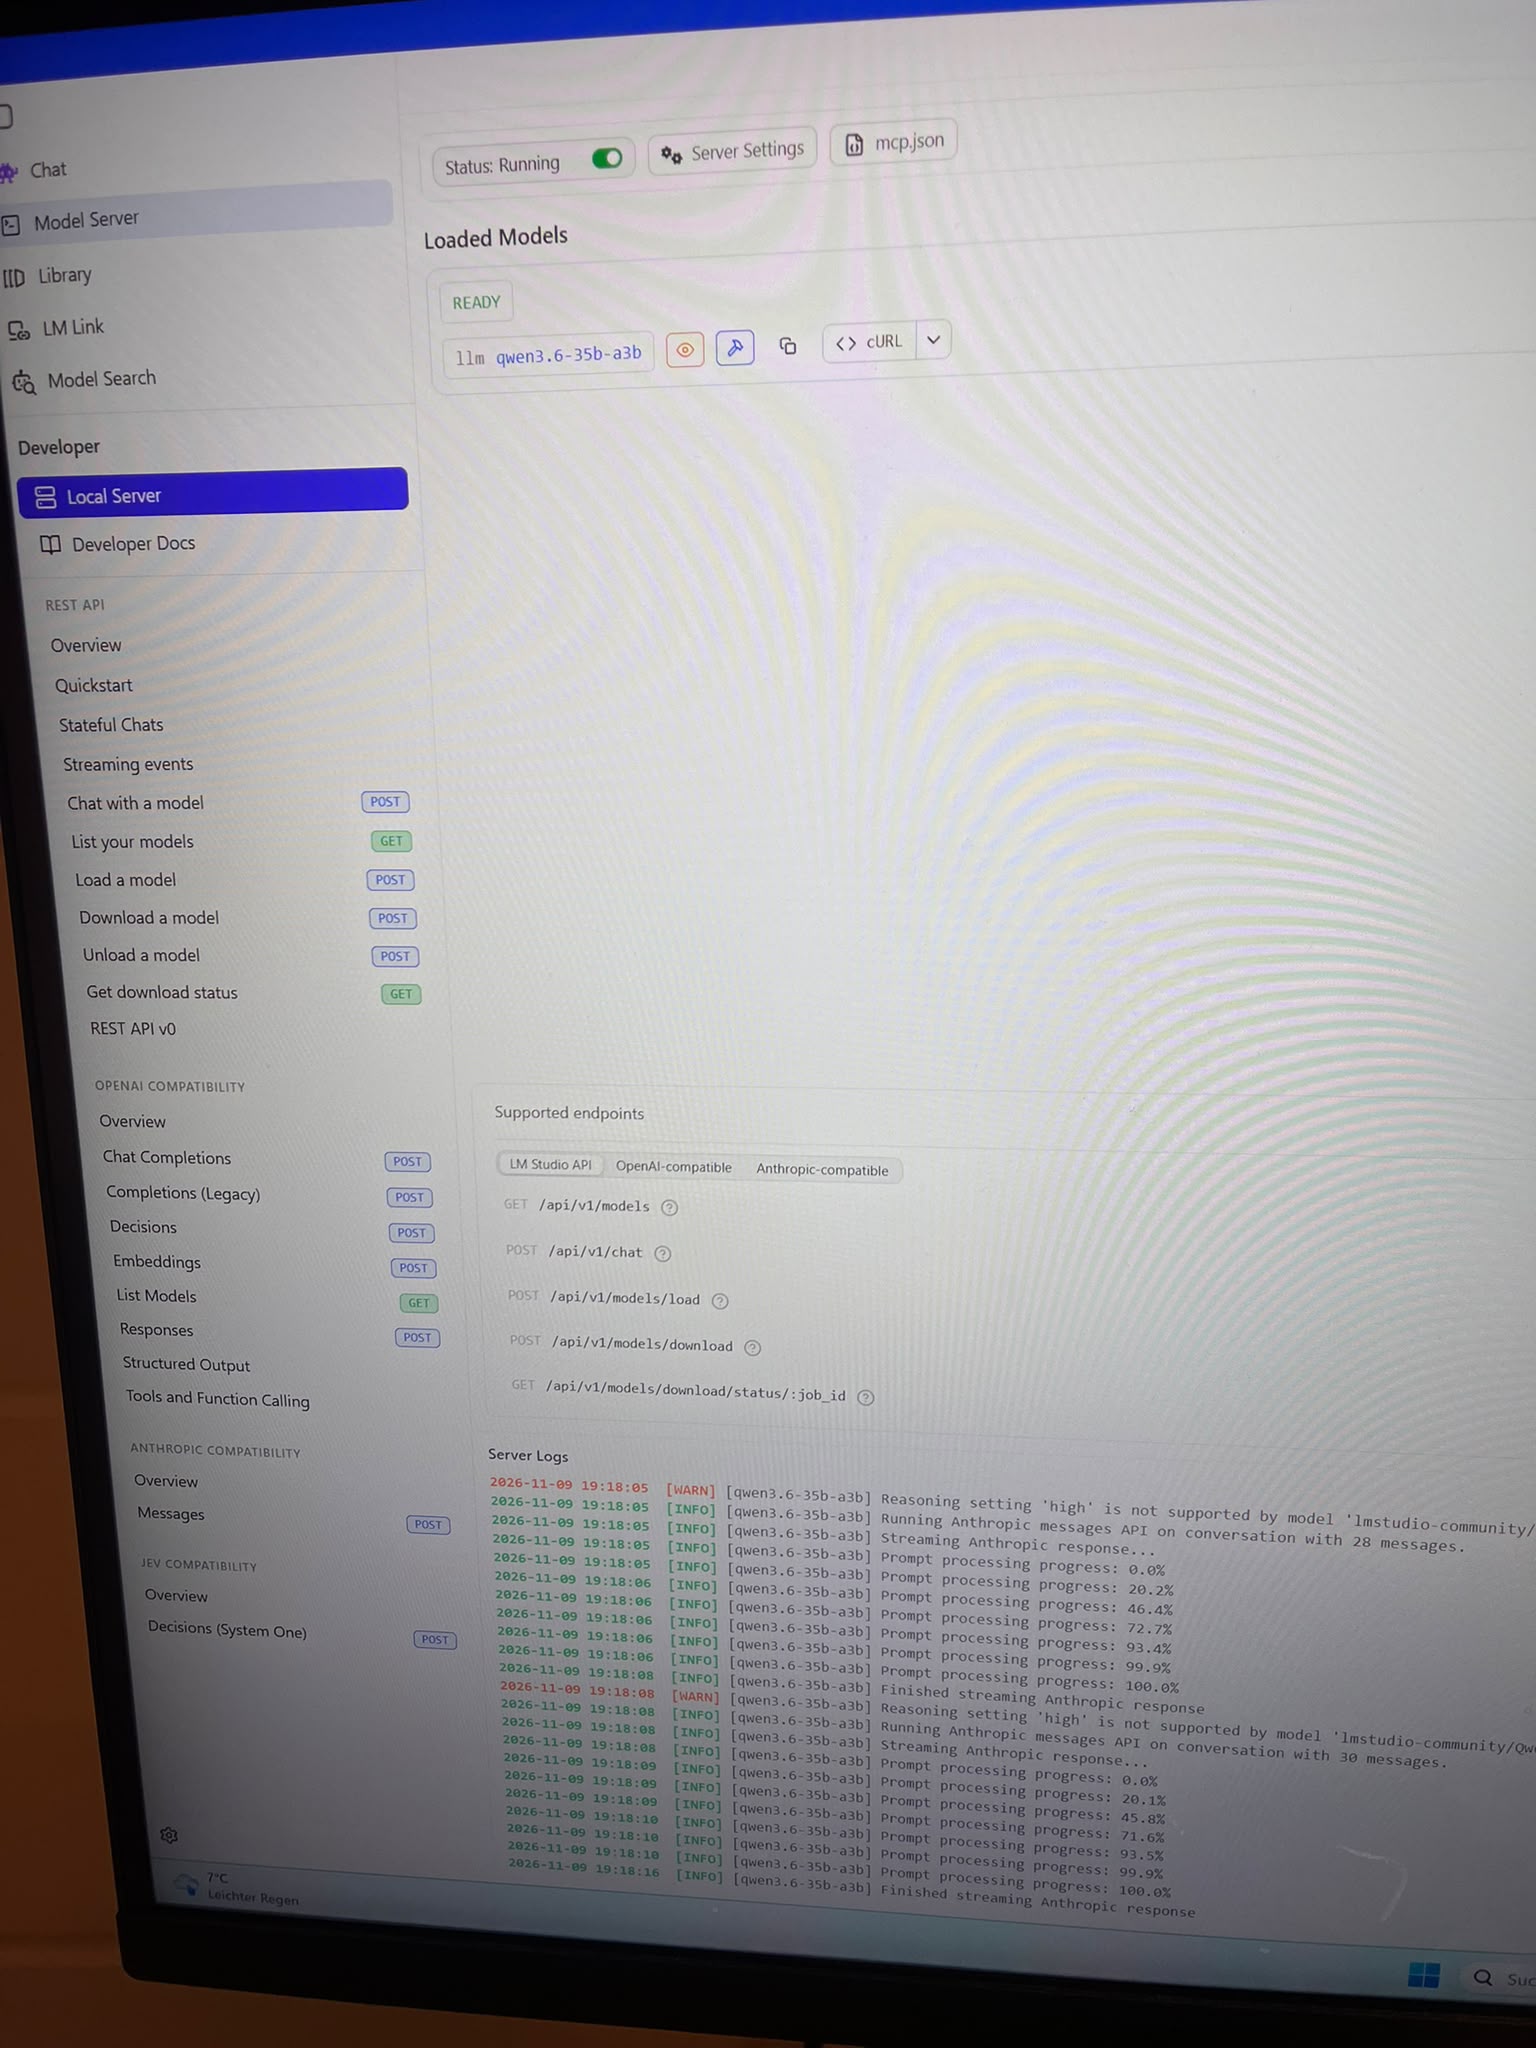 Chat
Model Server
Library
LM Link
Model Search
Developer
Local Server
Developer Docs
REST API
Overview
Quickstart
Stateful Chats
Streaming events
Chat with a model POST
List your models GET
Load a model POST
Download a model POST
Unload a model POST
Get download status GET
REST API v0
OPENAI COMPATIBILITY
Overview
Chat Completions POST
Completions (Legacy) POST
Decisions POST
Embeddings POST
List Models GET
Responses POST
Structured Output
Tools and Function Calling
ANTHROPIC COMPATIBILITY
Overview
Messages POST
JEV COMPATIBILITY
Overview
Decisions (System One) POST
Status: Running
Server Settings
mcp.json
Loaded Models
READY
llm qwen3.6-35b-a3b
<> cURL
Supported endpoints
LM Studio API OpenAI-compatible Anthropic-compatible
GET /api/v1/models ?
POST /api/v1/chat ?
POST /api/v1/models/load ?
POST /api/v1/models/download ?
GET /api/v1/models/download/status/:job_id ?
Server Logs
2026-11-09 19:18:05 [WARN] [qwen3.6-35b-a3b] Reasoning setting 'high' is not supported by model 'lmstudio-community/
2026-11-09 19:18:05 [INFO] [qwen3.6-35b-a3b] Running Anthropic messages API on conversation with 28 messages.
2026-11-09 19:18:05 [INFO] [qwen3.6-35b-a3b] Streaming Anthropic response...
2026-11-09 19:18:05 [INFO] [qwen3.6-35b-a3b] Prompt processing progress: 0.0%
2026-11-09 19:18:05 [INFO] [qwen3.6-35b-a3b] Prompt processing progress: 20.2%
2026-11-09 19:18:06 [INFO] [qwen3.6-35b-a3b] Prompt processing progress: 46.4%
2026-11-09 19:18:06 [INFO] [qwen3.6-35b-a3b] Prompt processing progress: 72.7%
2026-11-09 19:18:06 [INFO] [qwen3.6-35b-a3b] Prompt processing progress: 93.4%
2026-11-09 19:18:06 [INFO] [qwen3.6-35b-a3b] Prompt processing progress: 99.9%
2026-11-09 19:18:06 [INFO] [qwen3.6-35b-a3b] Prompt processing progress: 100.0%
2026-11-09 19:18:08 [INFO] [qwen3.6-35b-a3b] Finished streaming Anthropic response
2026-11-09 19:18:08 [WARN] [qwen3.6-35b-a3b] Reasoning setting 'high' is not supported by model 'lmstudio-community/Qw
2026-11-09 19:18:08 [INFO] [qwen3.6-35b-a3b] Running Anthropic messages API on conversation with 30 messages.
2026-11-09 19:18:08 [INFO] [qwen3.6-35b-a3b] Streaming Anthropic response...
2026-11-09 19:18:08 [INFO] [qwen3.6-35b-a3b] Prompt processing progress: 0.0%
2026-11-09 19:18:09 [INFO] [qwen3.6-35b-a3b] Prompt processing progress: 20.1%
2026-11-09 19:18:09 [INFO] [qwen3.6-35b-a3b] Prompt processing progress: 45.8%
2026-11-09 19:18:09 [INFO] [qwen3.6-35b-a3b] Prompt processing progress: 71.6%
2026-11-09 19:18:10 [INFO] [qwen3.6-35b-a3b] Prompt processing progress: 93.5%
2026-11-09 19:18:10 [INFO] [qwen3.6-35b-a3b] Prompt processing progress: 99.9%
2026-11-09 19:18:10 [INFO] [qwen3.6-35b-a3b] Prompt processing progress: 100.0%
2026-11-09 19:18:16 [INFO] [qwen3.6-35b-a3b] Finished streaming Anthropic response
7°C
Leichter Regen
Suc